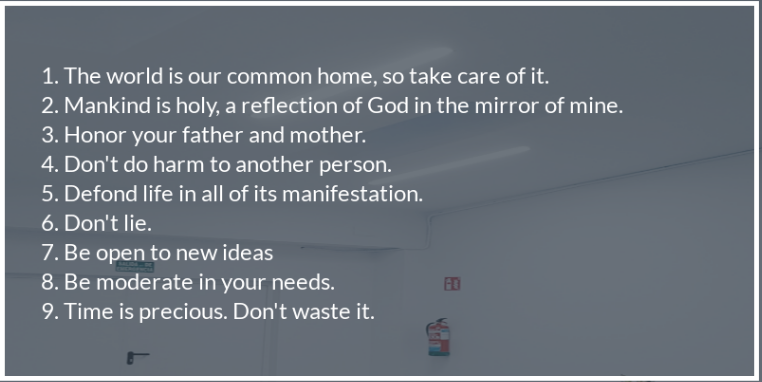 1. The world is our common home, so take care of it.
2. Mankind is holy, a reflection of God in the mirror of mine.
3. Honor your father and mother.
4. Don't do harm to another person.
5. Defond life in all of its manifestation.
6. Don't lie.
7. Be open to new ideas
8. Be moderate in your needs.
9. Time is precious. Don't waste it.